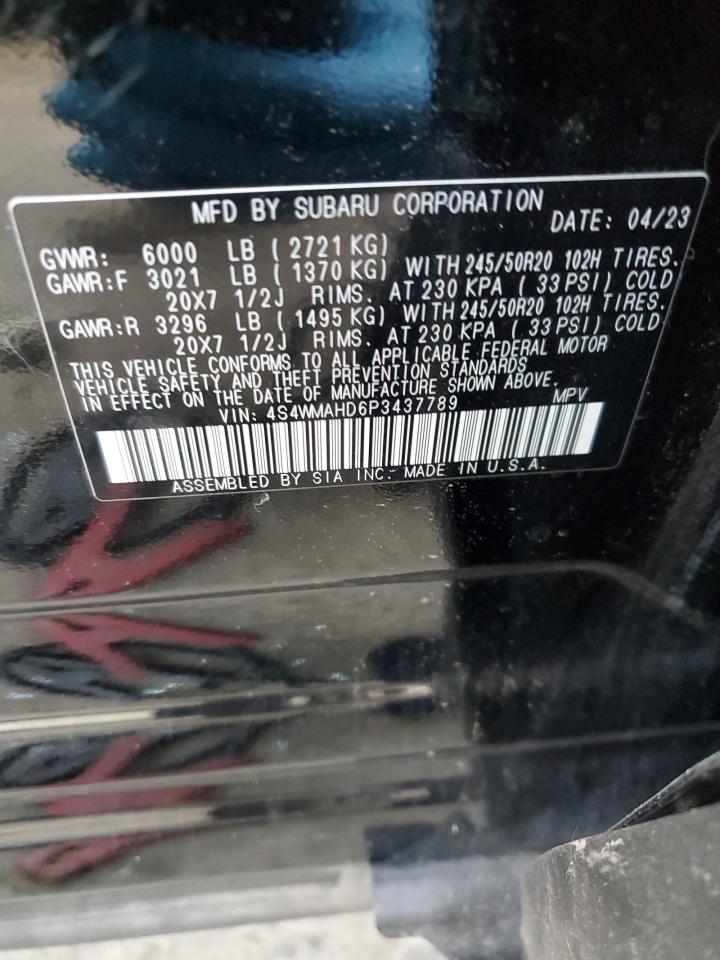 MFD BY SUBARU CORPORATION DATE: 04/23
GVWR: 6000 LB ( 2721 KG)
GAWR:F 3021 LB ( 1370 KG) WITH 245/50R20 102H TIRES.
20X7 1/2J RIMS. AT 230 KPA ( 33 PSI) COLD
GAWR:R 3296 LB ( 1495 KG) WITH 245/50R20 102H TIRES.
20X7 1/2J RIMS. AT 230 KPA ( 33 PSI) COLD
THIS VEHICLE CONFORMS TO ALL APPLICABLE FEDERAL MOTOR
VEHICLE SAFETY AND THEFT PREVENTION STANDARDS
IN EFFECT ON THE DATE OF MANUFACTURE SHOWN ABOVE.
VIN: 4S4WMAHD6P3437789 MPV
ASSEMBLED BY SIA INC. MADE IN U.S.A.